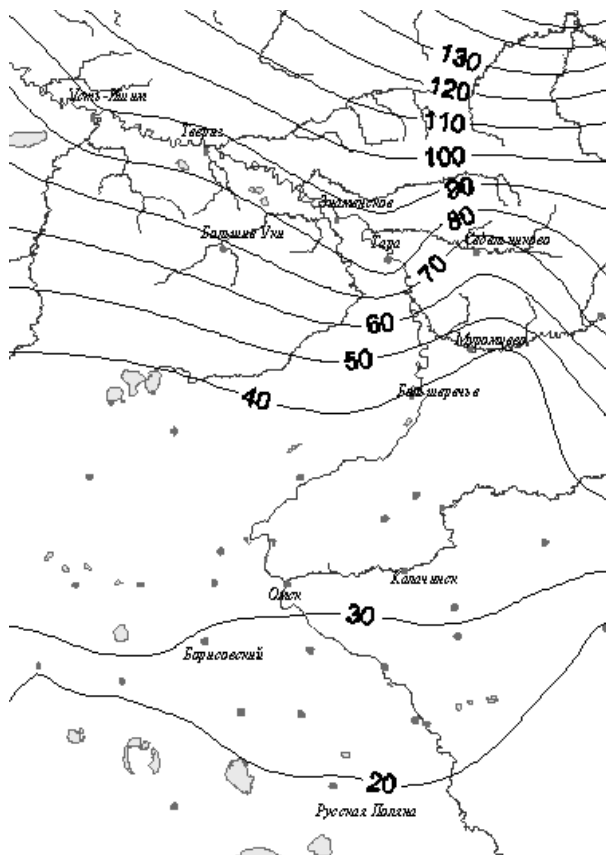 130
120
Усть-Ишим
110
Тевриз
100
90
Знаменское
80
Большие Уки
Тара
Седельниково
70
60
Муромцево
50
40
Большеречье
Калачинск
Омск
30
Борисовский
20
Русская Поляна